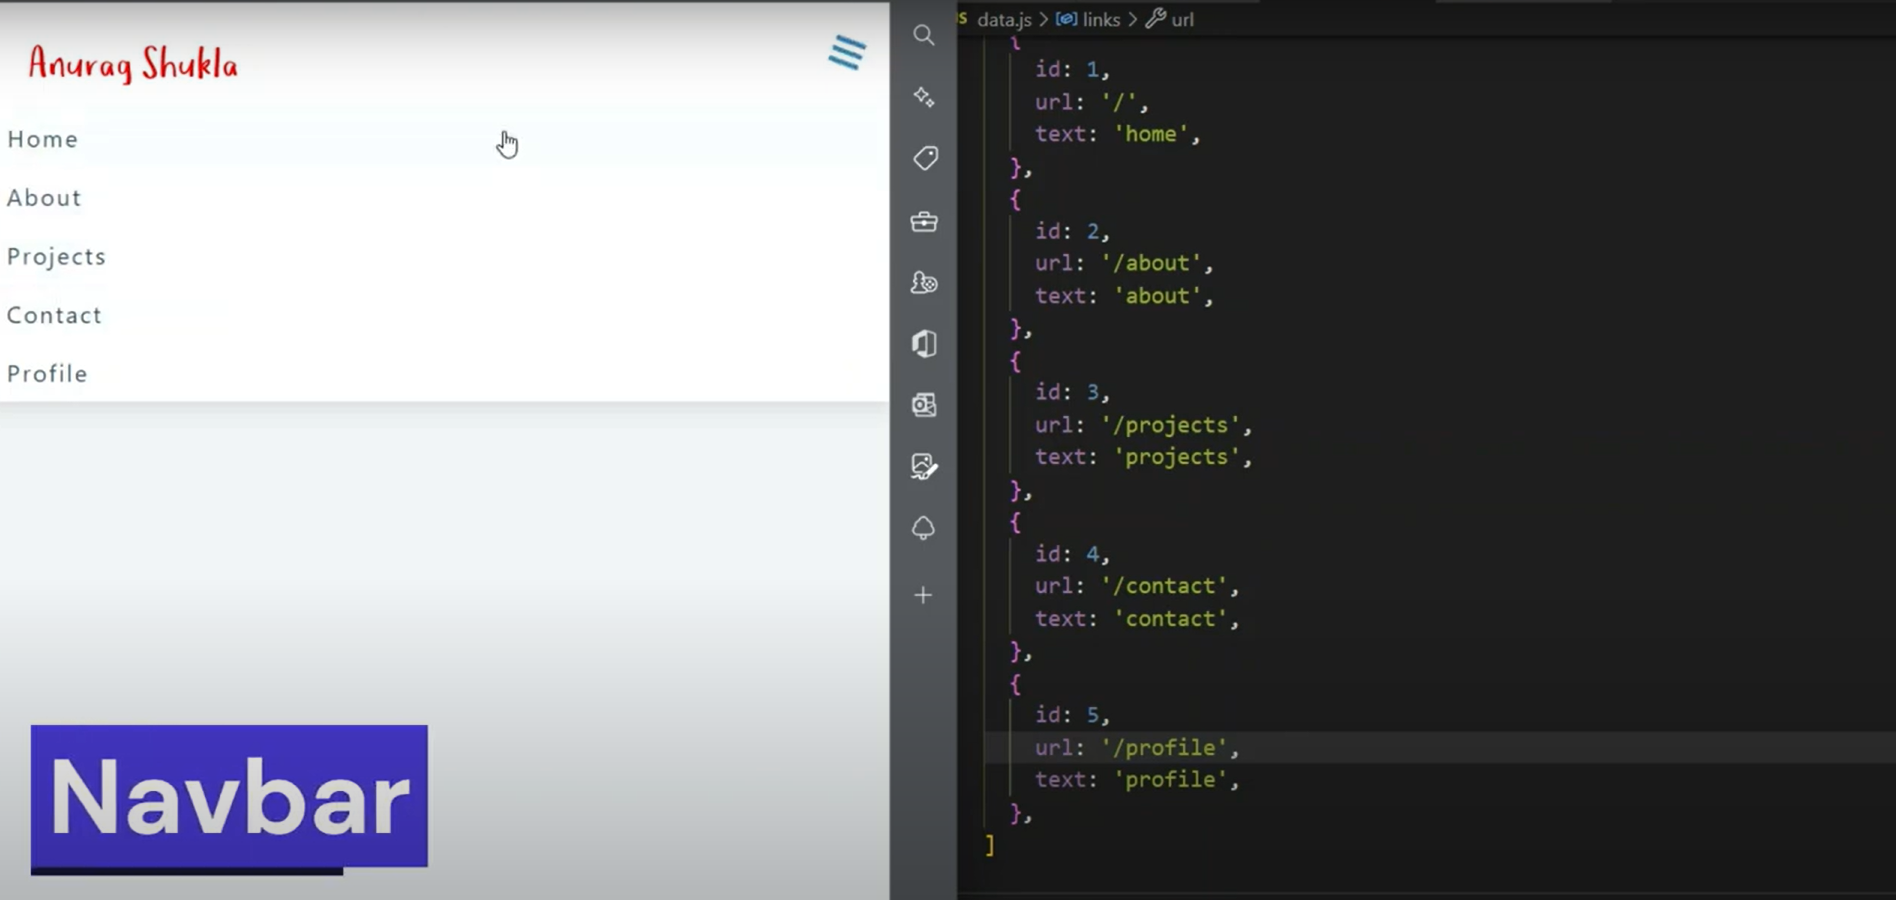 Anurag Shukla
Home
About
Projects
Contact
Profile
Navbar
JS data.js > links > url
{
id: 1,
url: '/',
text: 'home',
},
{
id: 2,
url: '/about',
text: 'about',
},
{
id: 3,
url: '/projects',
text: 'projects',
},
{
id: 4,
url: '/contact',
text: 'contact',
},
{
id: 5,
url: '/profile',
text: 'profile',
},
]